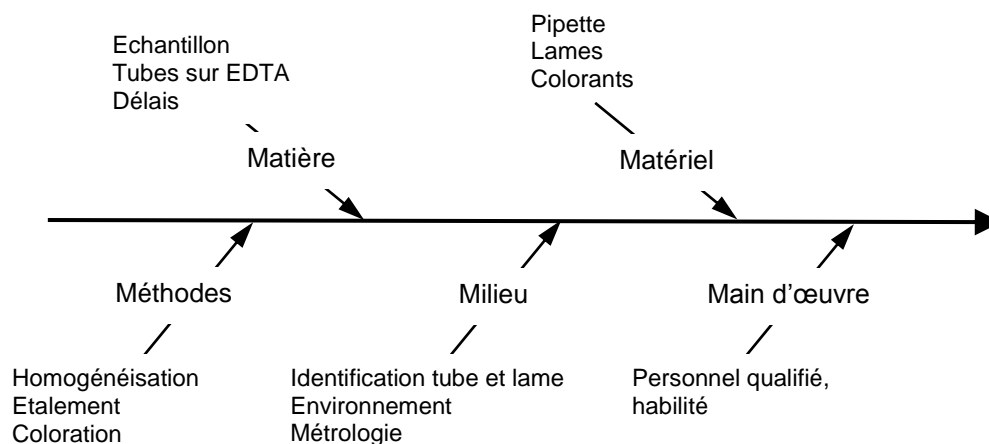 Echantillon
Tubes sur EDTA
Délais
Pipette
Lames
Colorants
Matière
Matériel
Méthodes
Milieu
Main d’œuvre
Homogénéisation
Etalement
Coloration
Identification tube et lame
Environnement
Métrologie
Personnel qualifié,
habilité